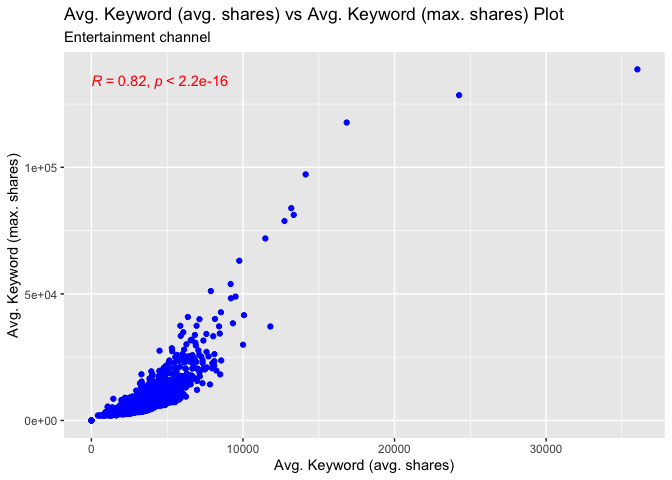 Avg. Keyword (avg. shares) vs Avg. Keyword (max. shares) Plot
Entertainment channel
R = 0.82, p < 2.2e-16
Avg. Keyword (max. shares)
1e+05
5e+04
0e+00
0
10000
20000
30000
Avg. Keyword (avg. shares)